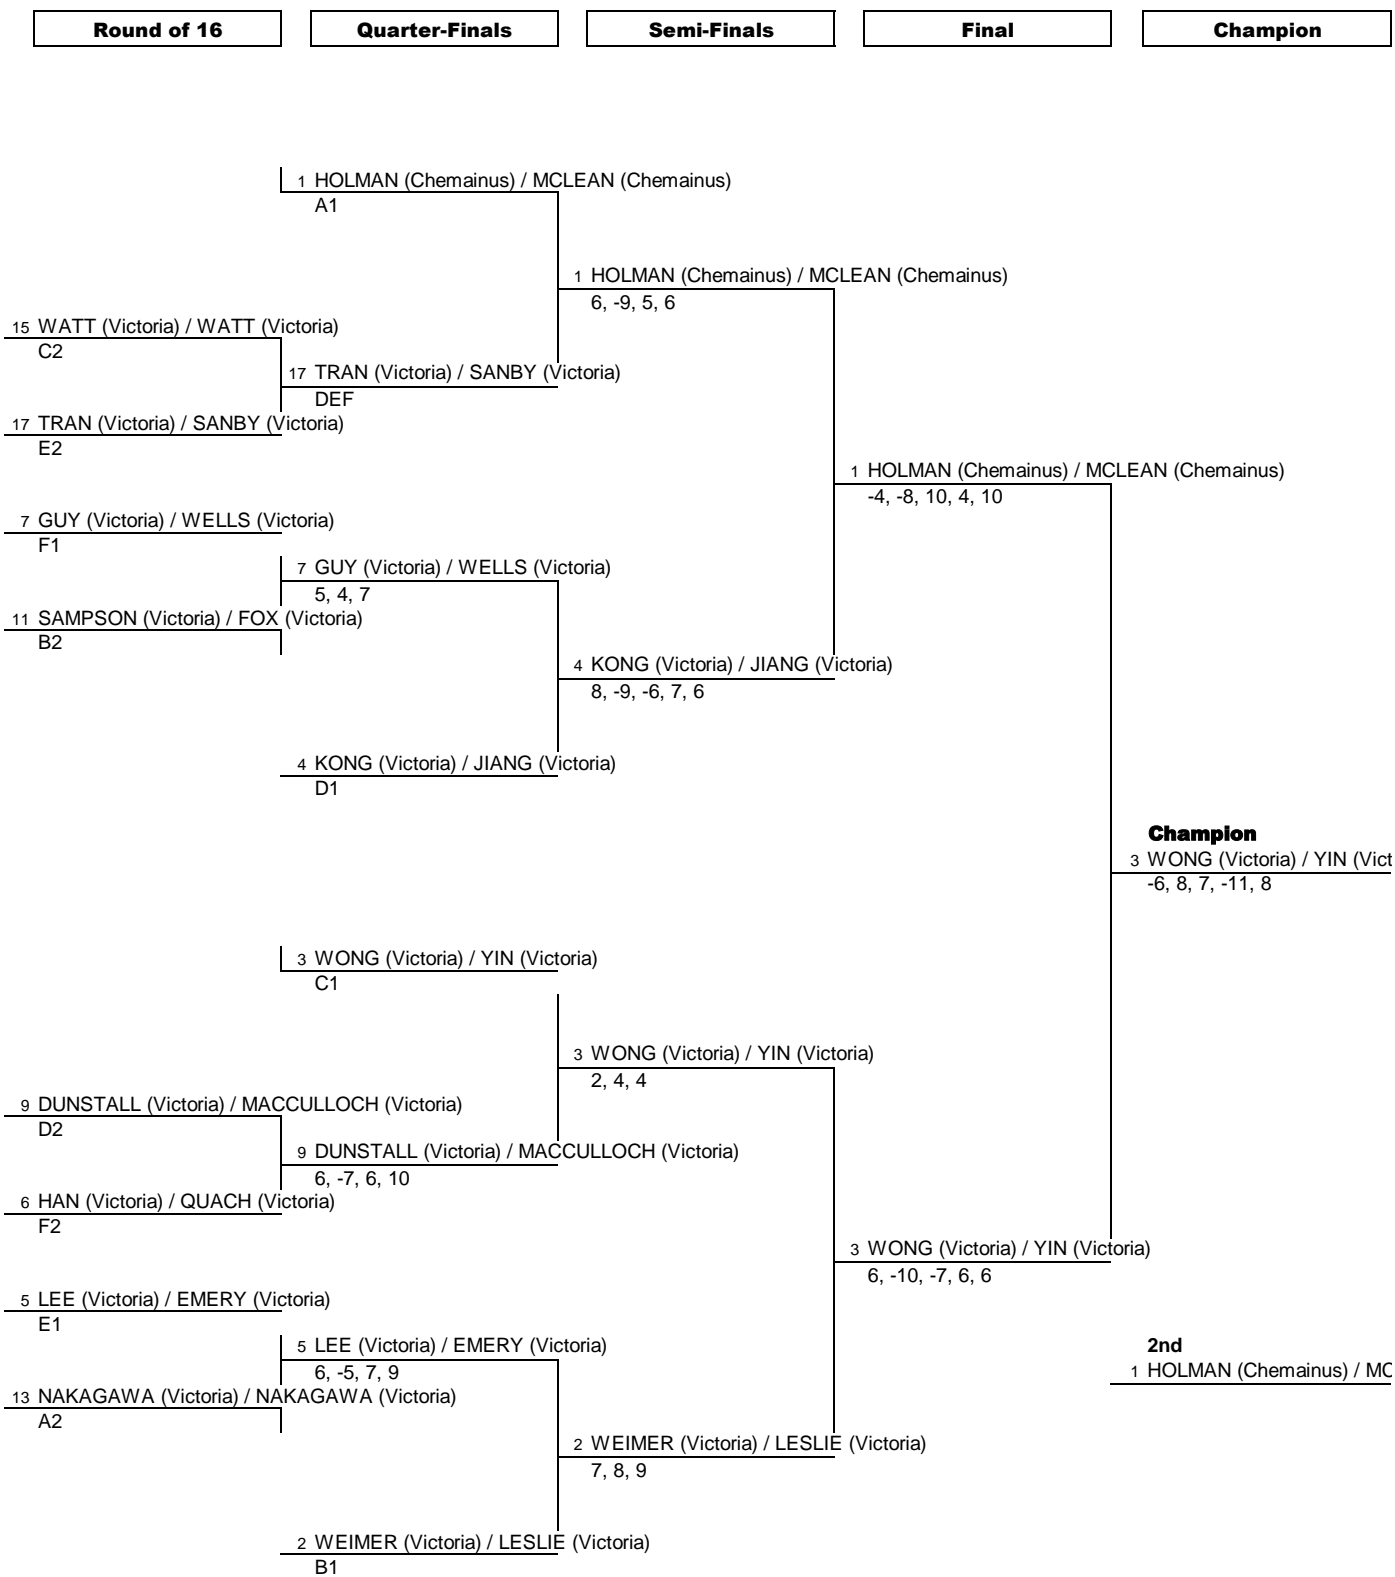 Round of 16 Quarter-Finals Semi-Finals Final Champion
1 HOLMAN (Chemainus) / MCLEAN (Chemainus)
A1
1 HOLMAN (Chemainus) / MCLEAN (Chemainus)
6, -9, 5, 6
15 WATT (Victoria) / WATT (Victoria)
C2
17 TRAN (Victoria) / SANBY (Victoria)
DEF
17 TRAN (Victoria) / SANBY (Victoria)
E2
1 HOLMAN (Chemainus) / MCLEAN (Chemainus)
-4, -8, 10, 4, 10
7 GUY (Victoria) / WELLS (Victoria)
F1
7 GUY (Victoria) / WELLS (Victoria)
5, 4, 7
11 SAMPSON (Victoria) / FOX (Victoria)
B2
4 KONG (Victoria) / JIANG (Victoria)
8, -9, -6, 7, 6
4 KONG (Victoria) / JIANG (Victoria)
D1
Champion
3 WONG (Victoria) / YIN (Vict
-6, 8, 7, -11, 8
3 WONG (Victoria) / YIN (Victoria)
C1
3 WONG (Victoria) / YIN (Victoria)
2, 4, 4
9 DUNSTALL (Victoria) / MACCULLOCH (Victoria)
D2
9 DUNSTALL (Victoria) / MACCULLOCH (Victoria)
6, -7, 6, 10
6 HAN (Victoria) / QUACH (Victoria)
F2
3 WONG (Victoria) / YIN (Victoria)
6, -10, -7, 6, 6
5 LEE (Victoria) / EMERY (Victoria)
E1
5 LEE (Victoria) / EMERY (Victoria)
6, -5, 7, 9
2nd
1 HOLMAN (Chemainus) / MC
13 NAKAGAWA (Victoria) / NAKAGAWA (Victoria)
A2
2 WEIMER (Victoria) / LESLIE (Victoria)
7, 8, 9
2 WEIMER (Victoria) / LESLIE (Victoria)
B1